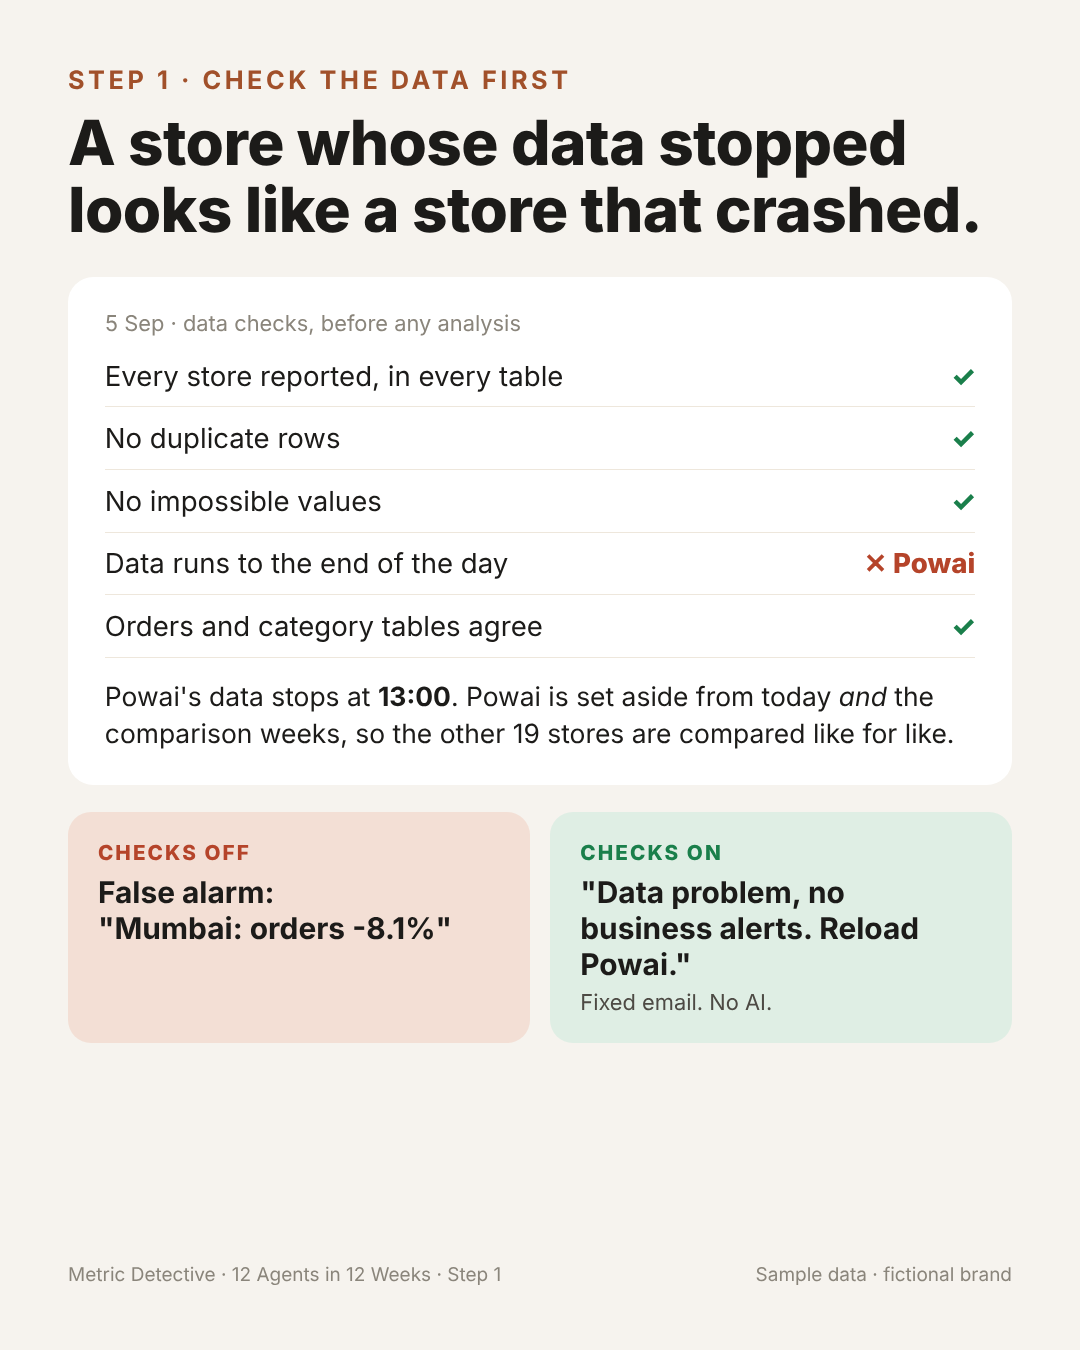 STEP 1 · CHECK THE DATA FIRST
A store whose data stopped
looks like a store that crashed.
5 Sep · data checks, before any analysis
Every store reported, in every table ✓
No duplicate rows ✓
No impossible values ✓
Data runs to the end of the day ✕ Powai
Orders and category tables agree ✓
Powai's data stops at 13:00. Powai is set aside from today and the
comparison weeks, so the other 19 stores are compared like for like.
CHECKS OFF
False alarm:
"Mumbai: orders -8.1%"
CHECKS ON
"Data problem, no
business alerts. Reload
Powai."
Fixed email. No AI.
Metric Detective · 12 Agents in 12 Weeks · Step 1
Sample data · fictional brand